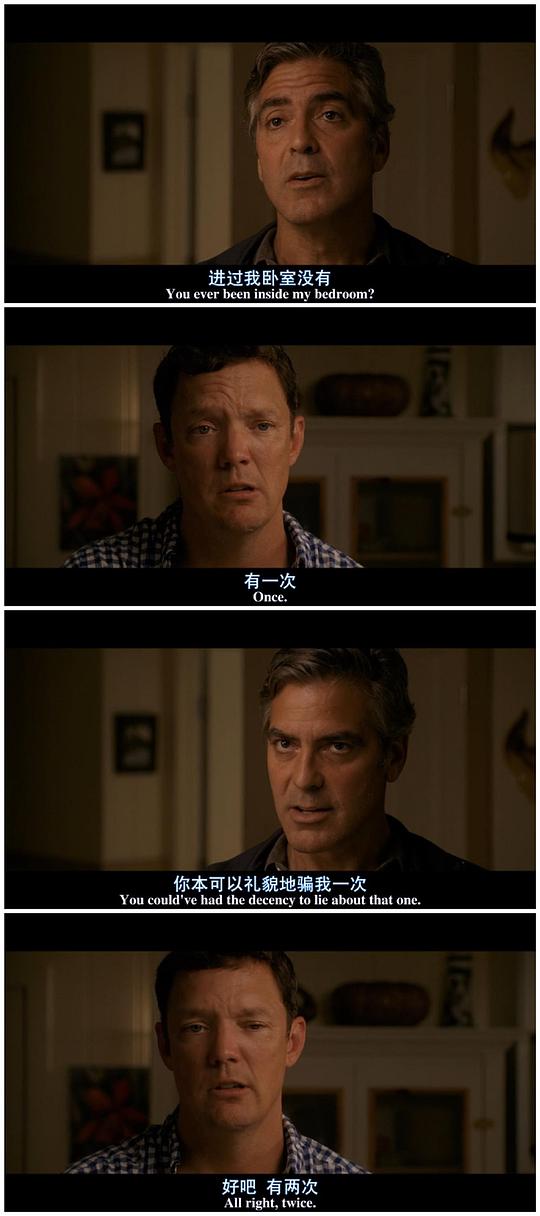 进过我卧室没有
You ever been inside my bedroom?
有一次
Once.
你本可以礼貌地骗我一次
You could've had the decency to lie about that one.
好吧 有两次
All right, twice.